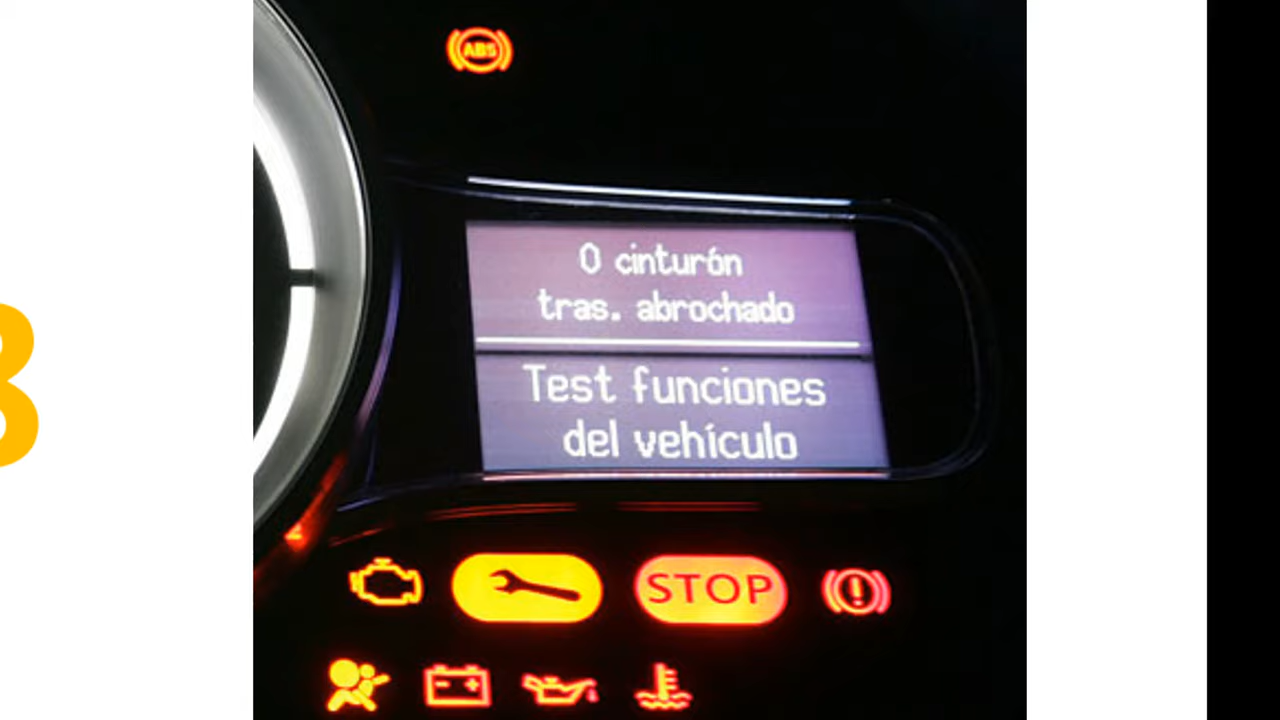 ABS
0 cinturón
tras. abrochado
Test funciones
del vehículo
STOP